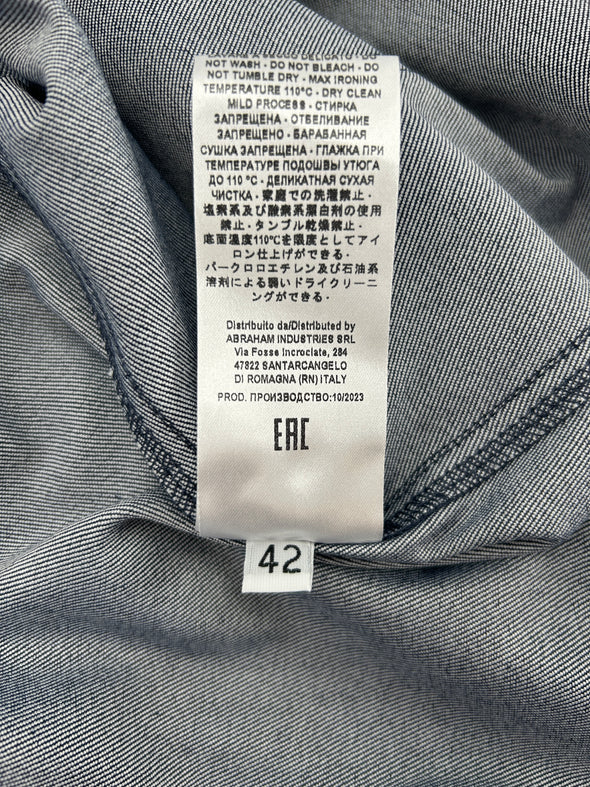 LAVARE A SECCO DELICATO · DO
NOT WASH · DO NOT BLEACH · DO
NOT TUMBLE DRY · MAX IRONING
TEMPERATURE 110°C · DRY CLEAN
MILD PROCESS · СТИРКА
ЗАПРЕЩЕНА · ОТБЕЛИВАНИЕ
ЗАПРЕЩЕНО · БАРАБАННАЯ
СУШКА ЗАПРЕЩЕНА · ГЛАЖКА ПРИ
ТЕМПЕРАТУРЕ ПОДОШВЫ УТЮГА
ДО 110 °C · ДЕЛИКАТНАЯ СУХАЯ
ЧИСТКА · 家庭での洗濯禁止 ·
塩素系及び酸素系漂白剤の使用
禁止 · タンブル乾燥禁止 ·
底面温度110℃を限度としてアイ
ロン仕上げができる ·
パークロロエチレン及び石油系
溶剤による弱いドライクリーニ
ングができる ·
Distribuito da/Distributed by
ABRAHAM INDUSTRIES SRL
Via Fosse Incrociate, 284
47822 SANTARCANGELO
DI ROMAGNA (RN) ITALY
PROD. ПРОИЗВОДСТВО:10/2023
EAC
42